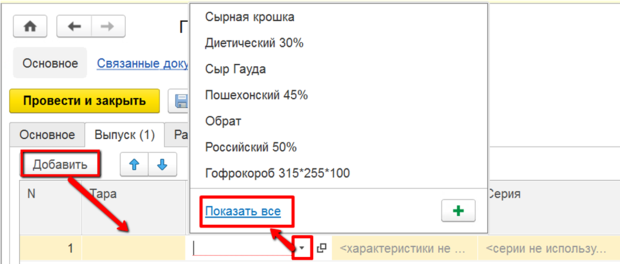 Сырная крошка
Диетический 30%
Основное
Связанные доку
Сыр Гауда
Провести и закрыть
Пошехонский 45%
Обрат
Основное
Выпуск (1)
Ра
Российский 50%
Добавить
Гофрокороб 315*255*100
N
Тара
Показать все
Серия
1
<характеристики не ...
<серии не использу...